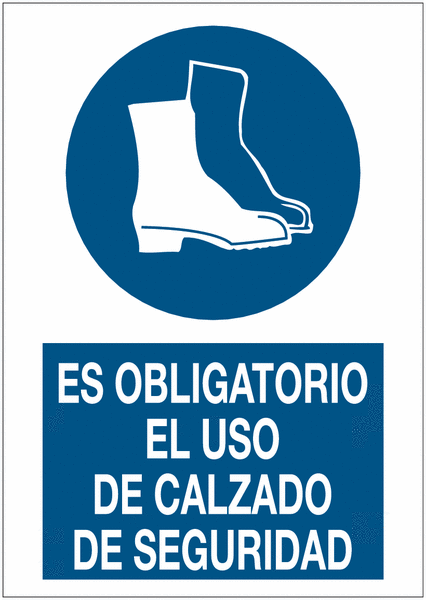 ES OBLIGATORIO
EL USO
DE CALZADO
DE SEGURIDAD